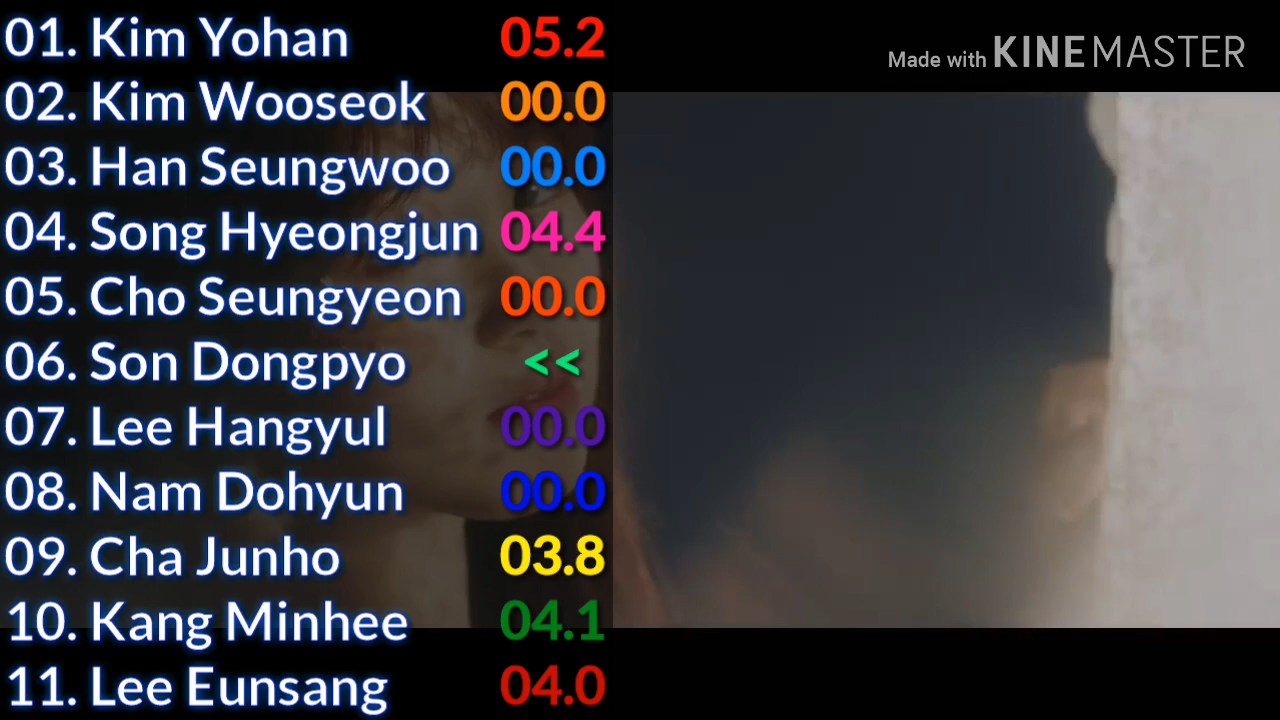 01. Kim Yohan 05.2
02. Kim Wooseok 00.0
03. Han Seungwoo 00.0
04. Song Hyeongjun 04.4
05. Cho Seungyeon 00.0
06. Son Dongpyo <<
07. Lee Hangyul 00.0
08. Nam Dohyun 00.0
09. Cha Junho 03.8
10. Kang Minhee 04.1
11. Lee Eunsang 04.0
Made with KINEMASTER